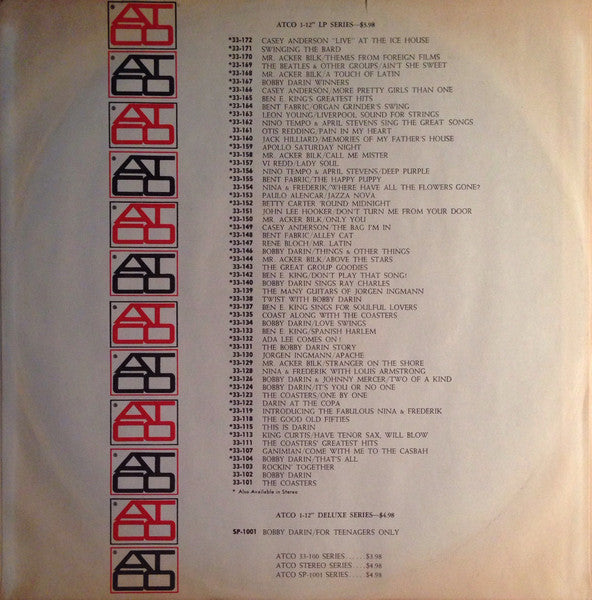 ATCO 1-12" LP SERIES—$3.98
*33-172 CASEY ANDERSON "LIVE" AT THE ICE HOUSE
*33-171 SWINGING THE BARD
*33-170 MR. ACKER BILK/THEMES FROM FOREIGN FILMS
*33-169 THE BEATLES & OTHER GROUPS/AIN'T SHE SWEET
*33-168 MR. ACKER BILK/A TOUCH OF LATIN
*33-167 BOBBY DARIN WINNERS
*33-166 CASEY ANDERSON/MORE PRETTY GIRLS THAN ONE
*33-165 BEN E. KING'S GREATEST HITS
*33-164 BENT FABRIC/ORGAN GRINDER'S SWING
*33-163 LEON YOUNG/LIVERPOOL SOUND FOR STRINGS
*33-162 NINO TEMPO & APRIL STEVENS SING THE GREAT SONGS
33-161 OTIS REDDING/PAIN IN MY HEART
*33-160 JACK HILLIARD/MEMORIES OF MY FATHER'S HOUSE
*33-159 APOLLO SATURDAY NIGHT
*33-158 MR. ACKER BILK/CALL ME MISTER
*33-157 VI REDD/LADY SOUL
*33-156 NINO TEMPO & APRIL STEVENS/DEEP PURPLE
*33-155 BENT FABRIC/THE HAPPY PUPPY
33-154 NINA & FREDERIK/WHERE HAVE ALL THE FLOWERS GONE?
*33-153 PAULO ALENCAR/JAZZA NOVA
*33-152 BETTY CARTER 'ROUND MIDNIGHT
33-151 JOHN LEE HOOKER/DON'T TURN ME FROM YOUR DOOR
*33-150 MR. ACKER BILK/ONLY YOU
*33-149 CASEY ANDERSON/THE BAG I'M IN
*33-148 BENT FABRIC/ALLEY CAT
*33-147 RENE BLOCH/MR. LATIN
*33-146 BOBBY DARIN/THINGS & OTHER THINGS
*33-144 MR. ACKER BILK/ABOVE THE STARS
33-143 THE GREAT GROUP GOODIES
*33-142 BEN E. KING/DON'T PLAY THAT SONG!
*33-140 BOBBY DARIN SINGS RAY CHARLES
*33-139 THE MANY GUITARS OF JORGEN INGMANN
*33-138 TWIST WITH BOBBY DARIN
*33-137 BEN E. KING SINGS FOR SOULFUL LOVERS
*33-135 COAST ALONG WITH THE COASTERS
*33-134 BOBBY DARIN/LOVE SWINGS
*33-133 BEN E. KING/SPANISH HARLEM
*33-132 ADA LEE COMES ON!
*33-131 THE BOBBY DARIN STORY
33-130 JORGEN INGMANN/APACHE
*33-129 MR. ACKER BILK/STRANGER ON THE SHORE
*33-128 NINA & FREDERIK WITH LOUIS ARMSTRONG
*33-126 BOBBY DARIN & JOHNNY MERCER/TWO OF A KIND
*33-124 BOBBY DARIN/IT'S YOU OR NO ONE
*33-123 THE COASTERS/ONE BY ONE
*33-122 DARIN AT THE COPA
*33-119 INTRODUCING THE FABULOUS NINA & FREDERIK
33-118 THE GOOD OLD FIFTIES
*33-115 THIS IS DARIN
*33-113 KING CURTIS/HAVE TENOR SAX, WILL BLOW
33-111 THE COASTERS' GREATEST HITS
*33-107 GANIMIAN/COME WITH ME TO THE CASBAH
*33-104 BOBBY DARIN/THAT'S ALL
33-103 ROCKIN' TOGETHER
33-102 BOBBY DARIN
33-101 THE COASTERS
* Also Available in Stereo
ATCO 1-12" DELUXE SERIES—$4.98
SP-1001 BOBBY DARIN/FOR TEENAGERS ONLY
ATCO 33-100 SERIES . . . . $3.98
ATCO STEREO SERIES . . . . $4.98
ATCO SP-1001 SERIES . . . . $4.98
ATCO
ATCO
ATCO
ATCO
ATCO
ATCO
ATCO
ATCO
ATCO
ATCO
ATCO
ATCO